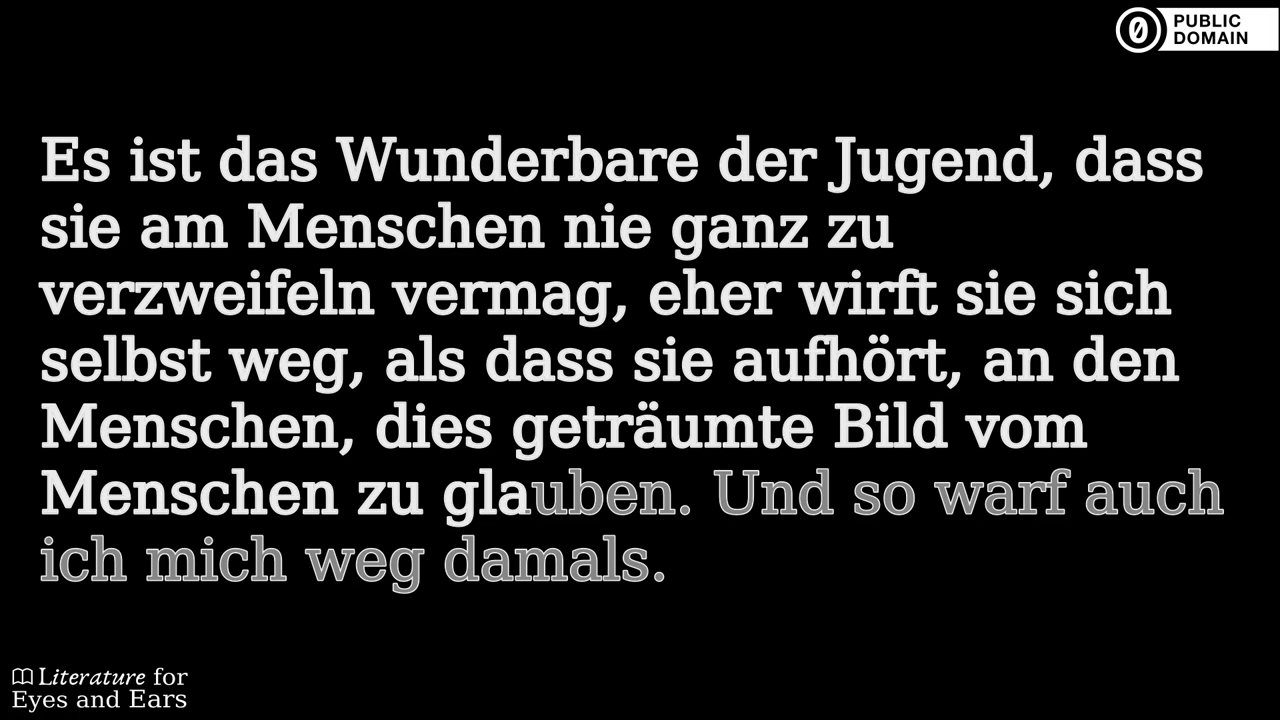 PUBLIC
DOMAIN
Es ist das Wunderbare der Jugend, dass
sie am Menschen nie ganz zu
verzweifeln vermag, eher wirft sie sich
selbst weg, als dass sie aufhört, an den
Menschen, dies geträumte Bild vom
Menschen zu glauben. Und so warf auch
ich mich weg damals.
Literature for
Eyes and Ears